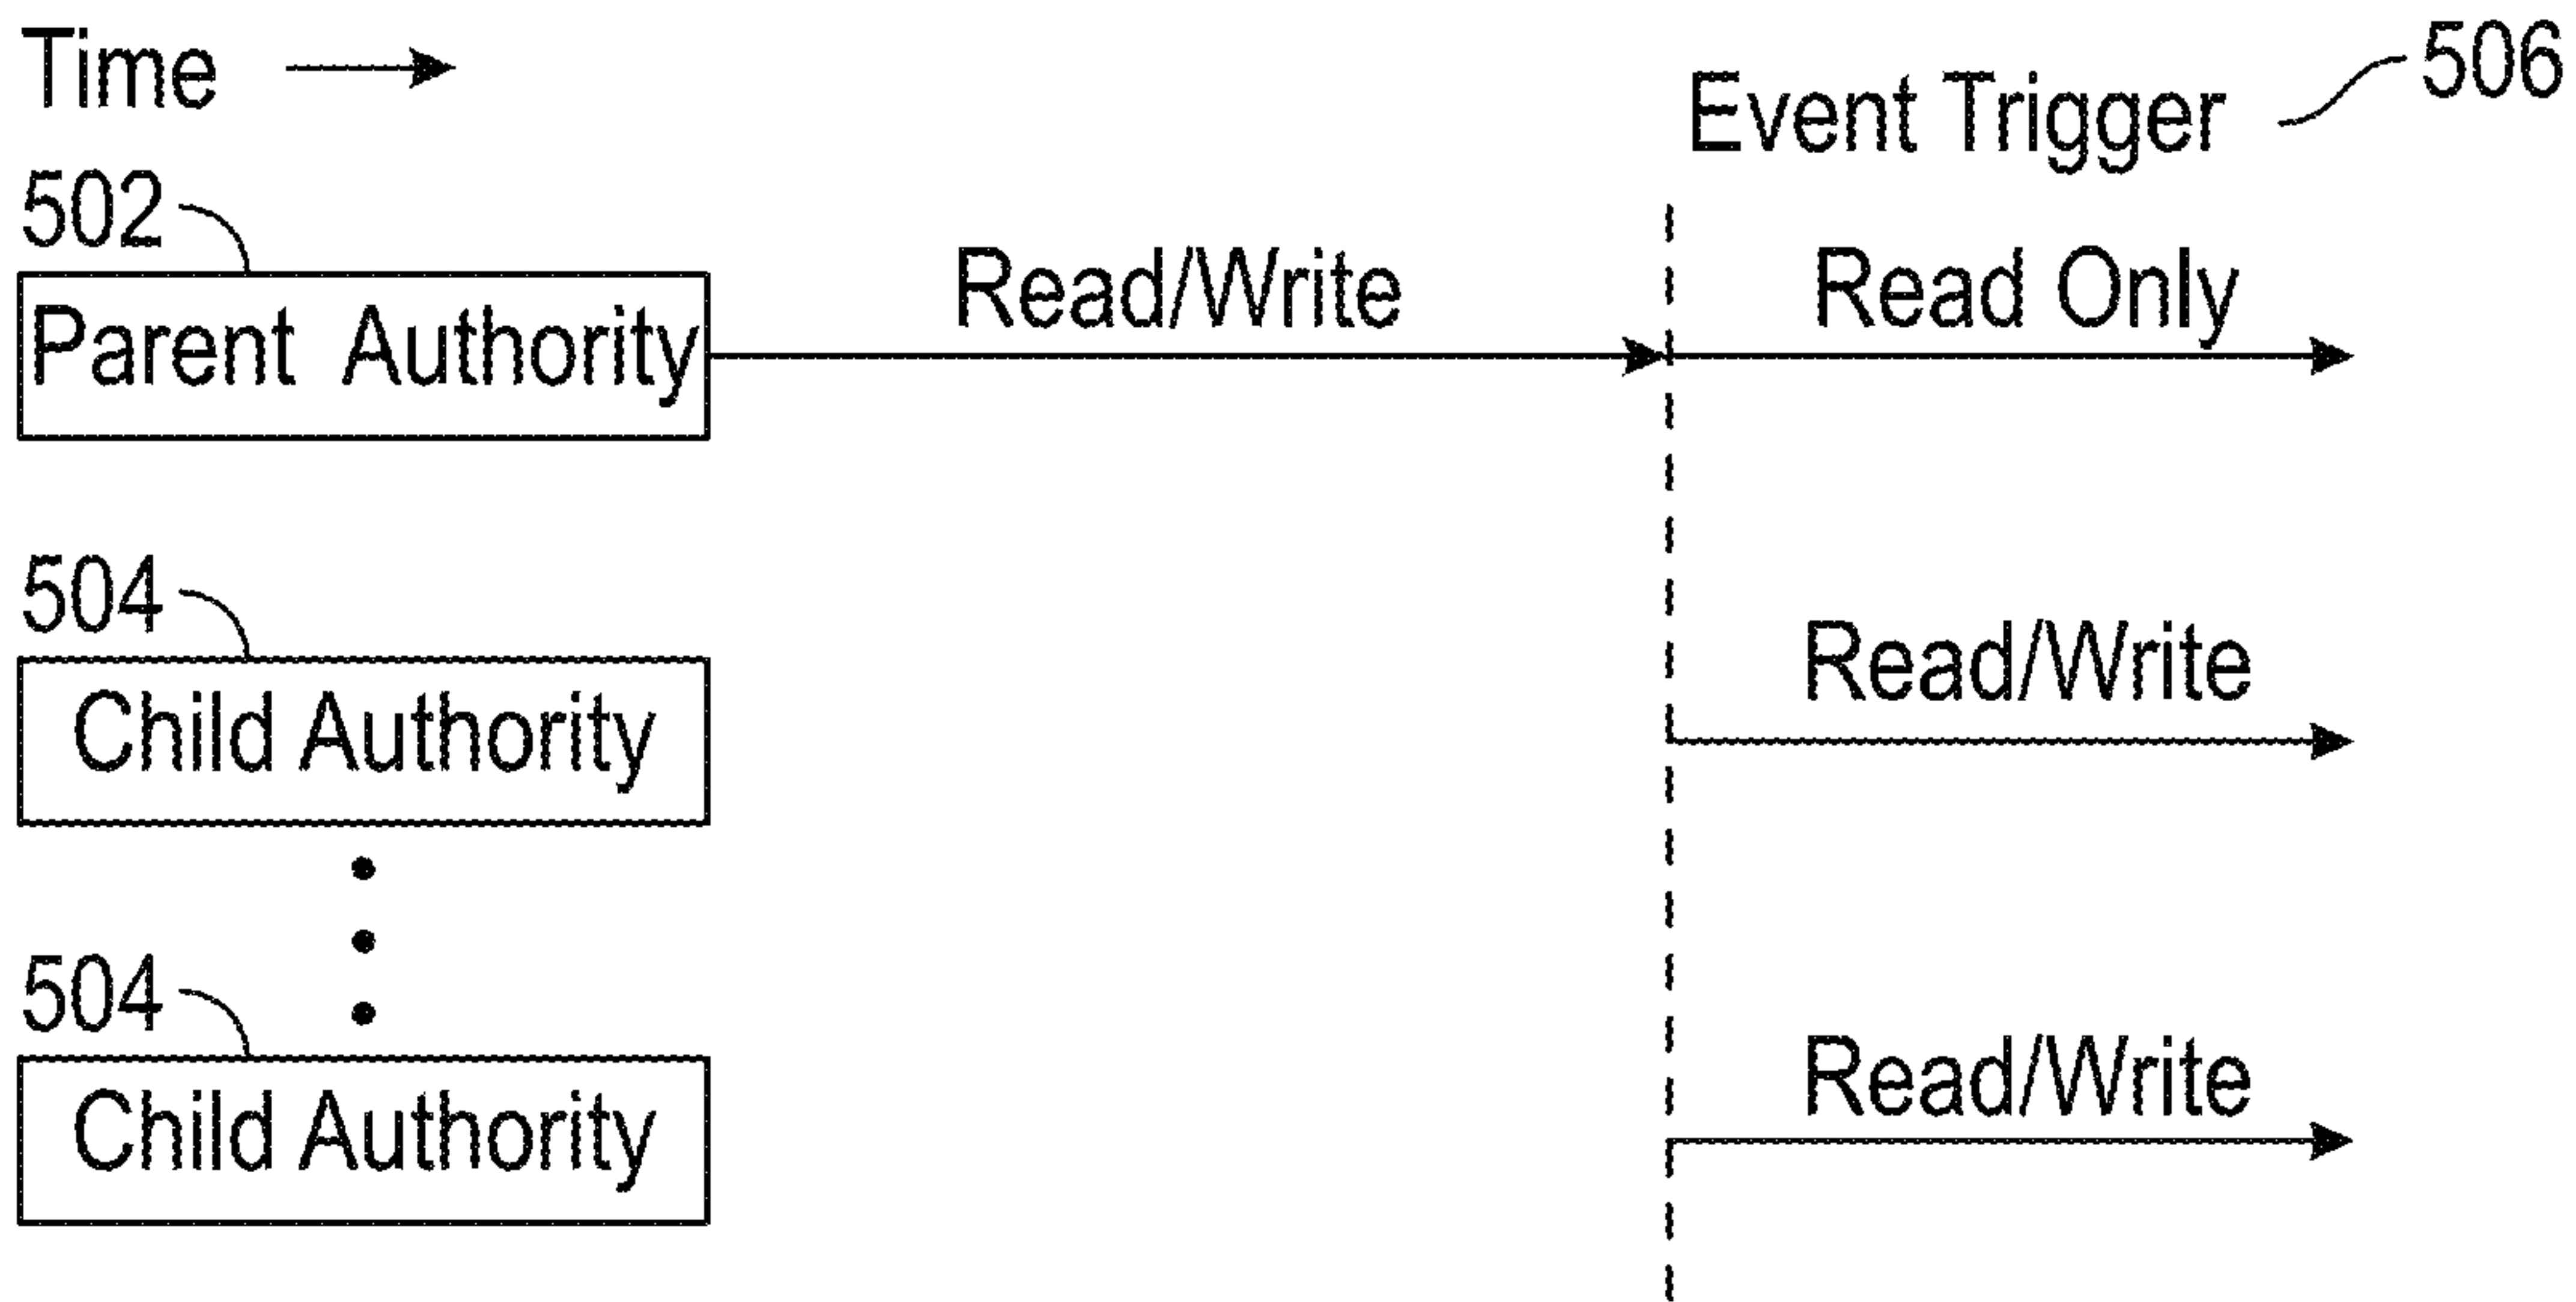 Time
506
Event Trigger
502
Parent Authority
Read/Write
Read Only
504
Child Authority
Read/Write
504
Child Authority
Read/Write